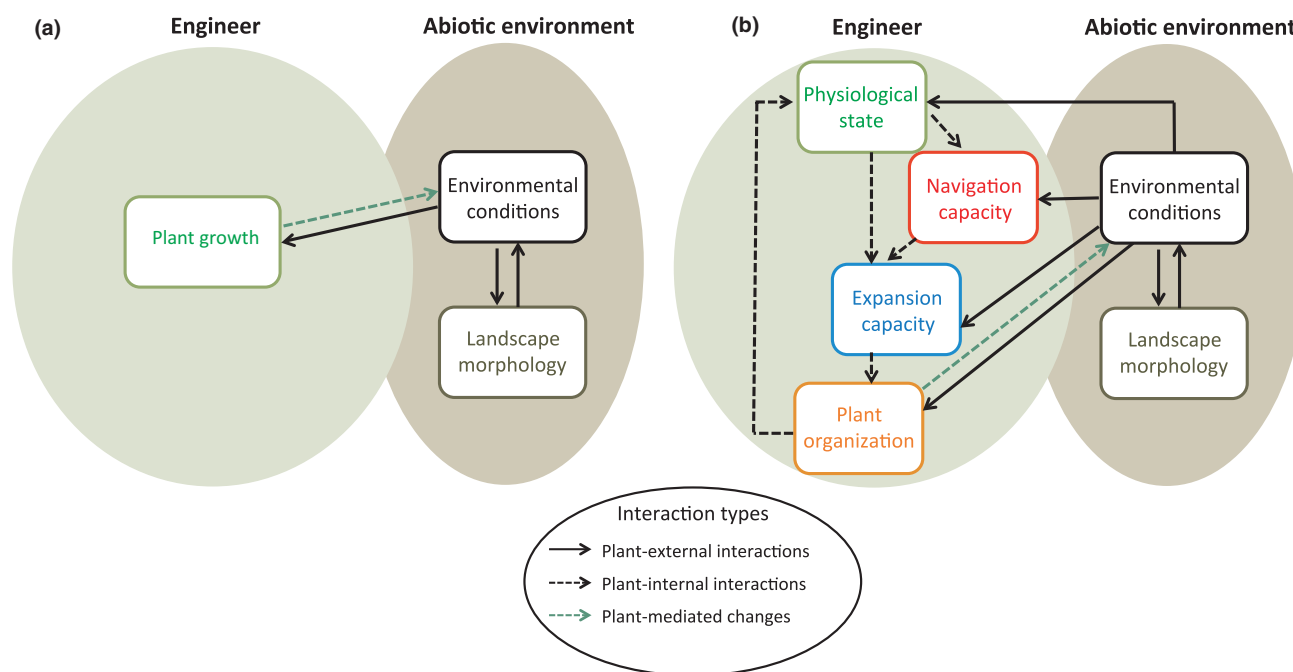 (a)
Engineer
Abiotic environment
Plant growth
Environmental
conditions
Landscape
morphology
(b)
Engineer
Abiotic environment
Physiological
state
Navigation
capacity
Environmental
conditions
Expansion
capacity
Landscape
morphology
Plant
organization
Interaction types
Plant-external interactions
Plant-internal interactions
Plant-mediated changes